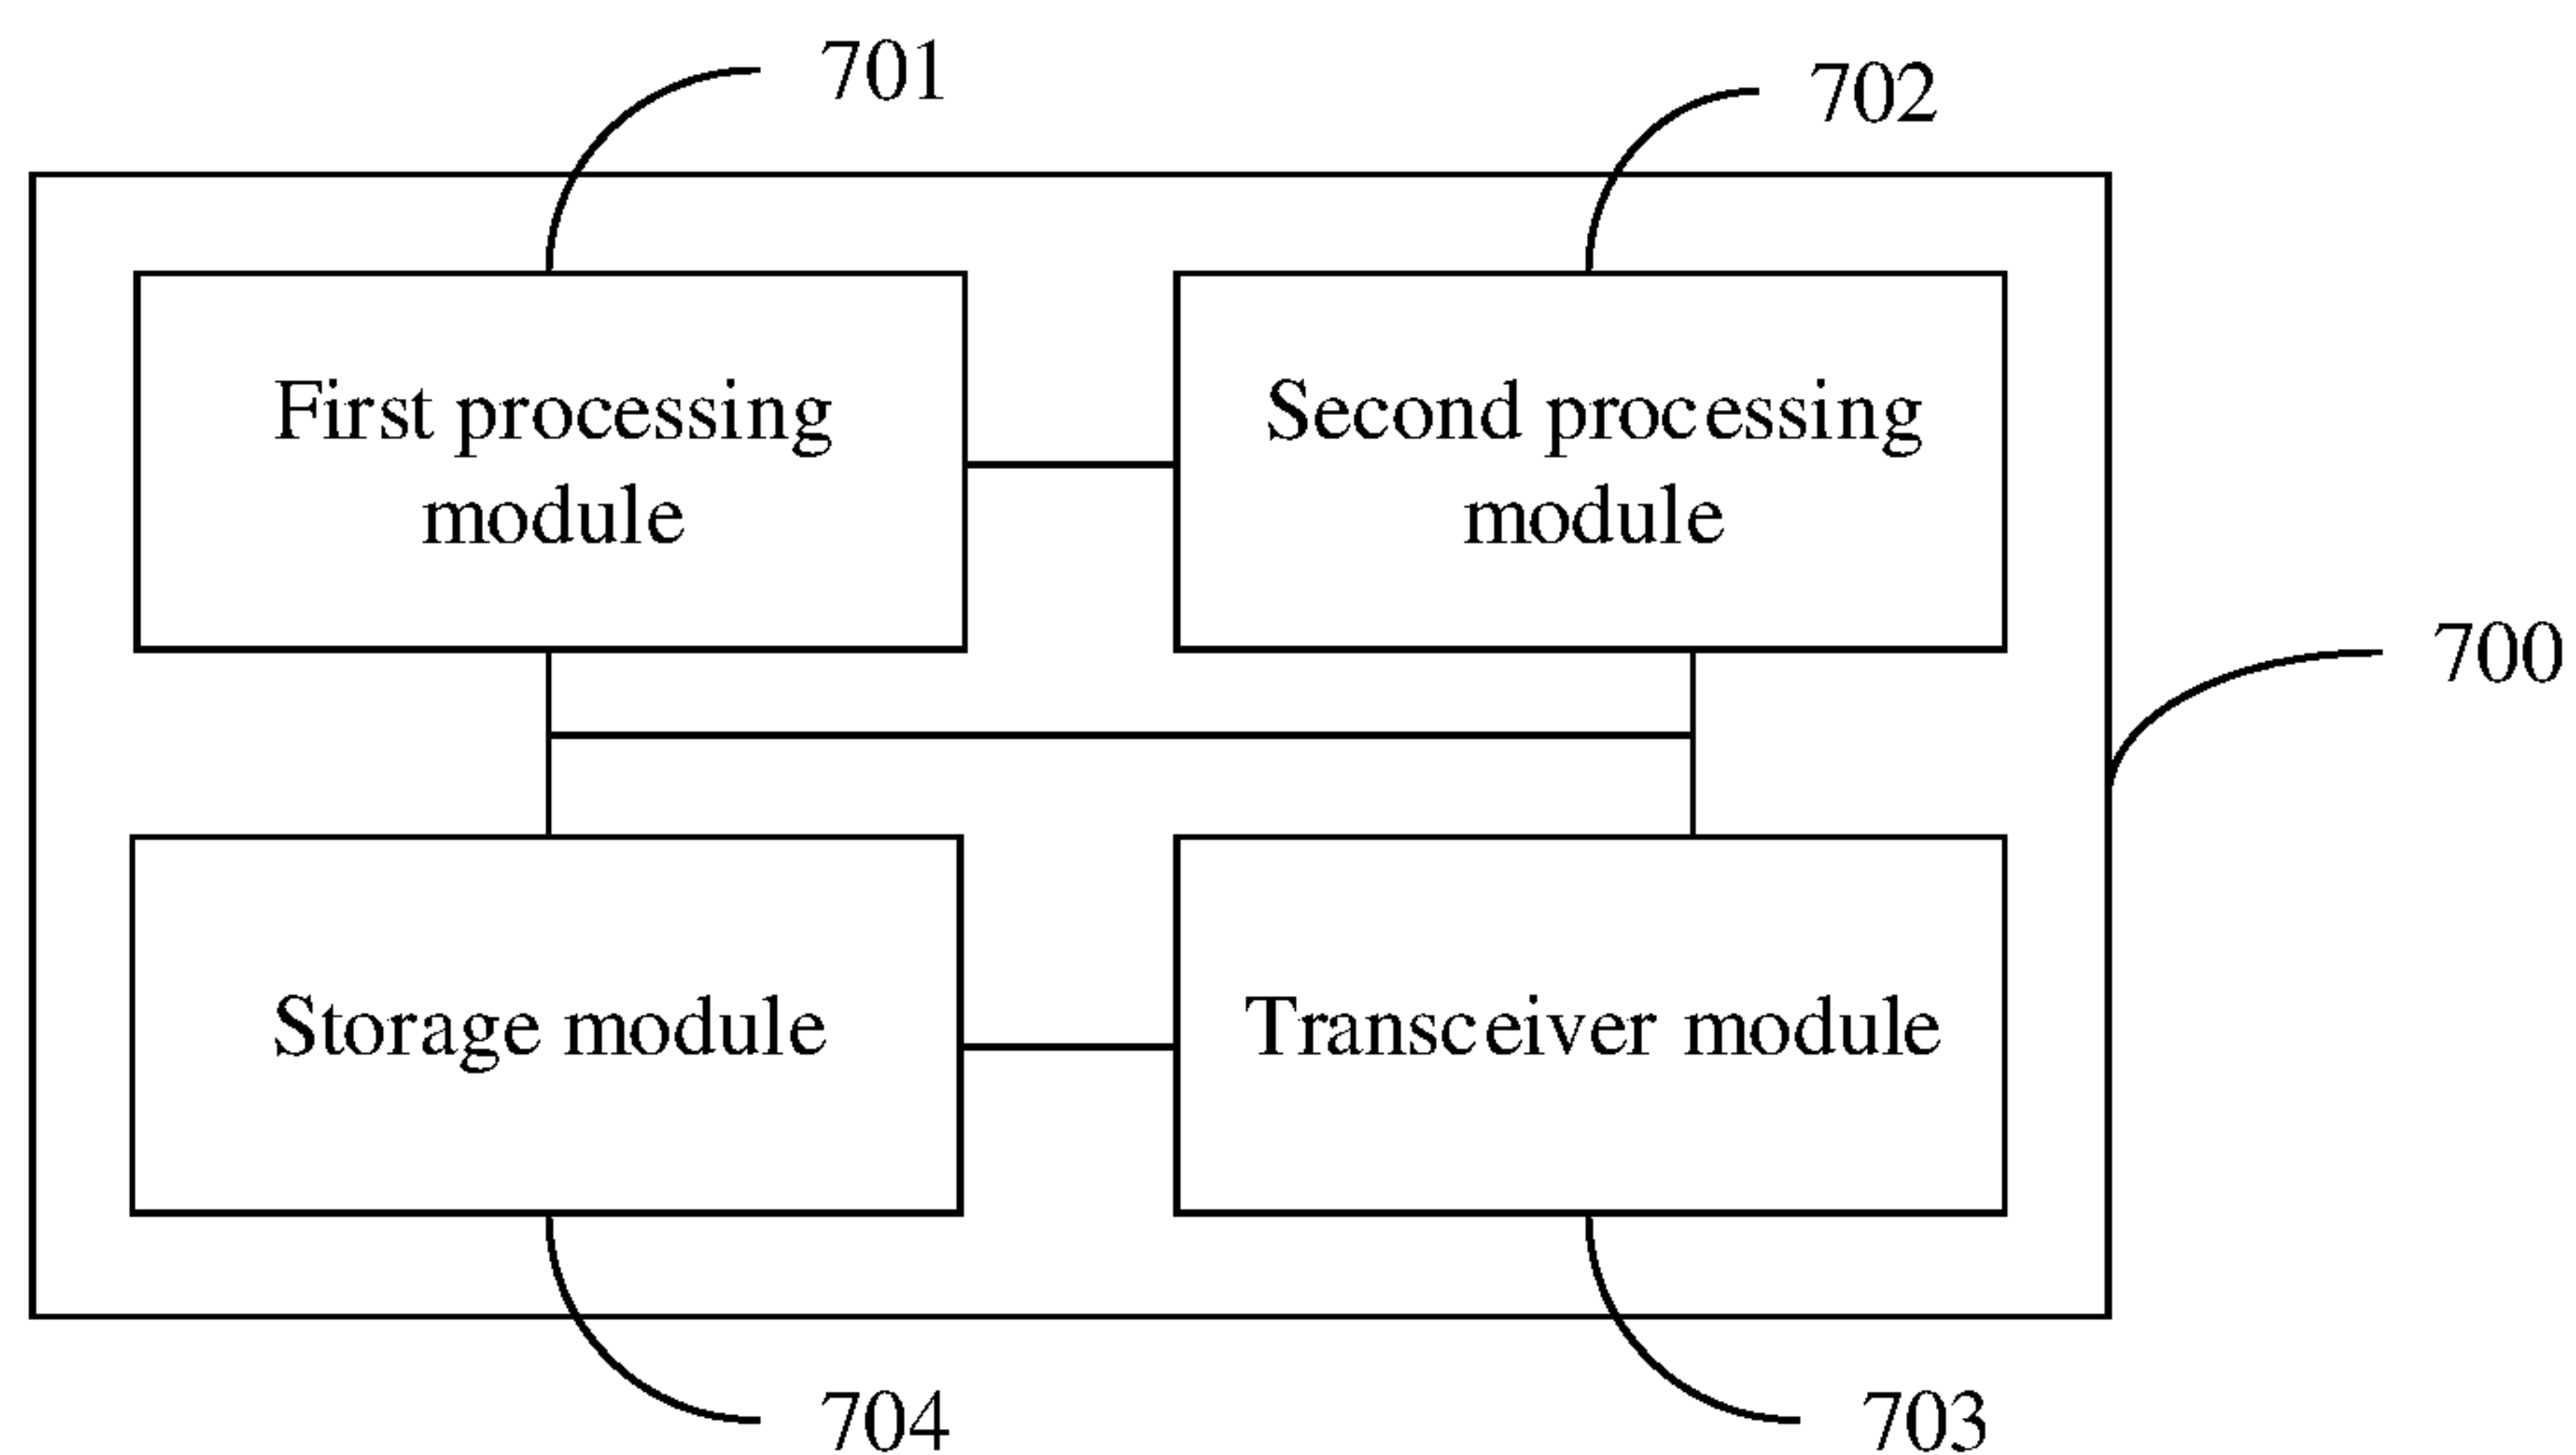 701
702
First processing
module
Second processing
module
700
Storage module
Transceiver module
704
703